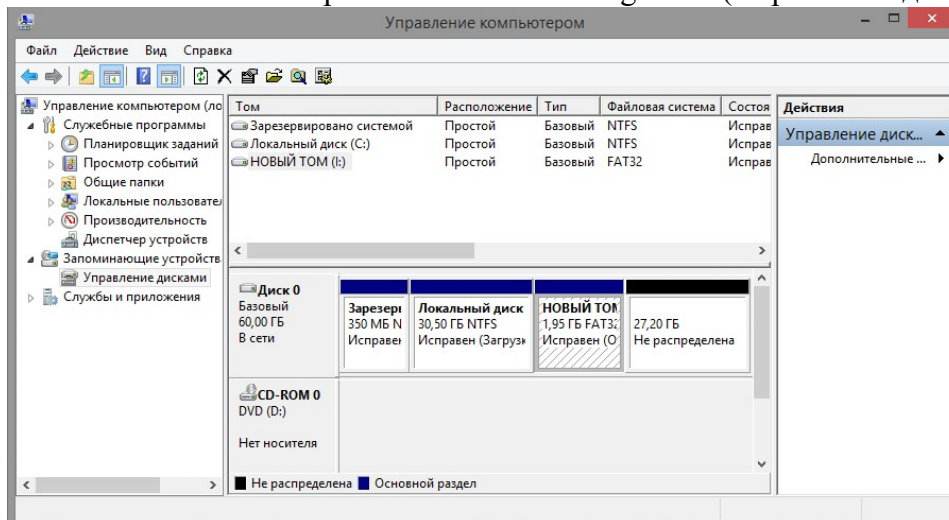 Управление компьютером
Файл Действие Вид Справка
Управление компьютером (ло
Служебные программы
Планировщик заданий
Просмотр событий
Общие папки
Локальные пользовател
Производительность
Диспетчер устройств
Запоминающие устройств
Управление дисками
Службы и приложения
Том Расположение Тип Файловая система Состоя
Зарезервировано системой Простой Базовый NTFS Исправ
Локальный диск (C:) Простой Базовый NTFS Исправ
НОВЫЙ ТОМ (I:) Простой Базовый FAT32 Исправ
Действия
Управление диск...
Дополнительные ...
Диск 0
Базовый
60,00 ГБ
В сети
Зарезерв
350 МБ N
Исправен
Локальный диск
30,50 ГБ NTFS
Исправен (Загрузк
НОВЫЙ ТОМ
1,95 ГБ FAT32
Исправен (О
27,20 ГБ
Не распределена
CD-ROM 0
DVD (D:)
Нет носителя
Не распределена Основной раздел